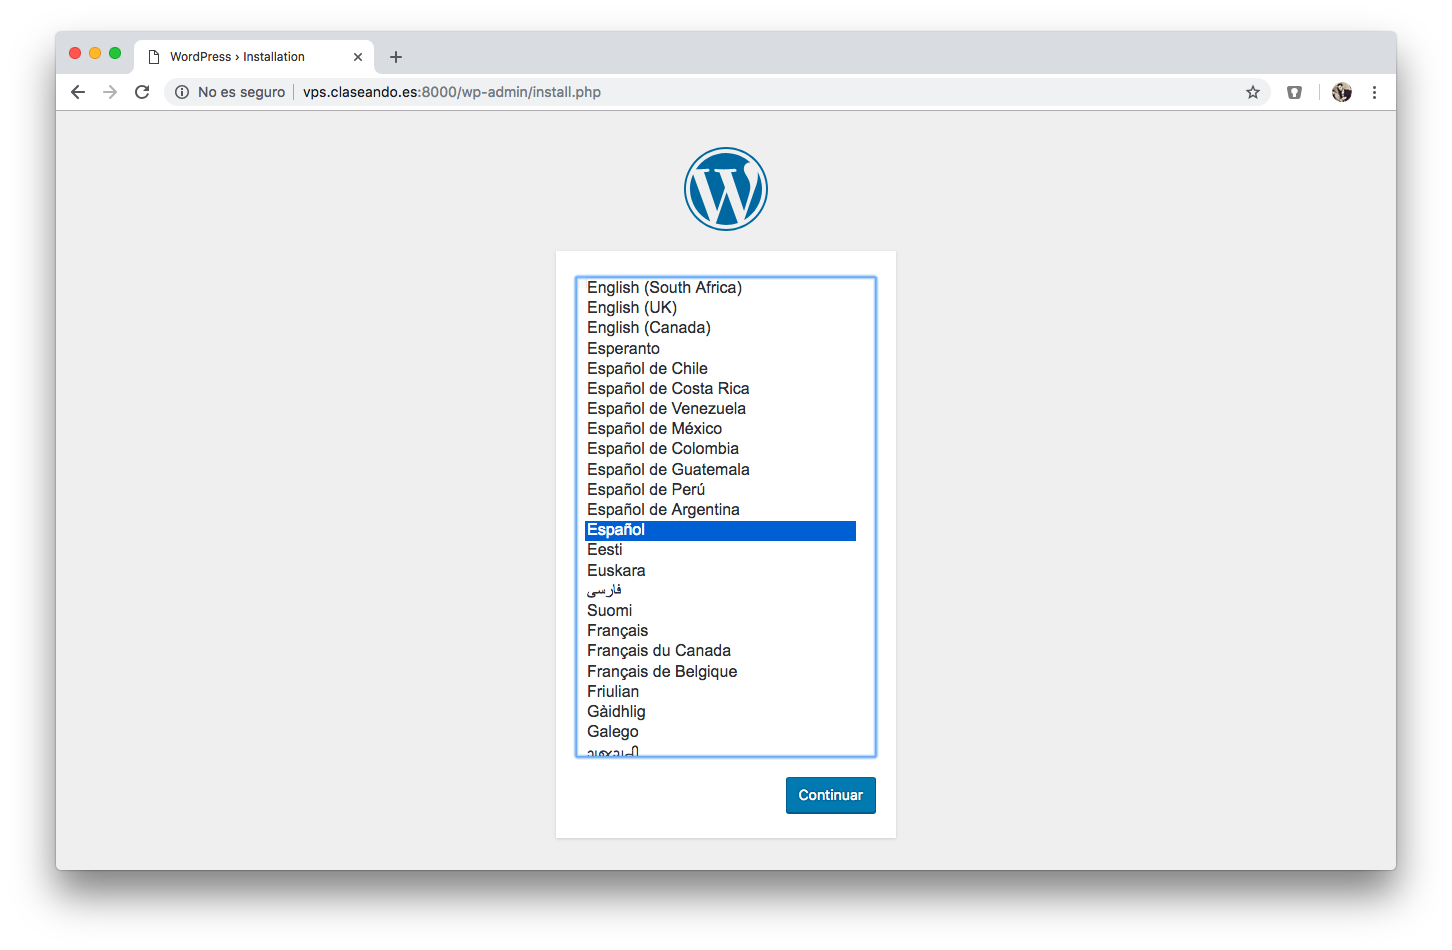 WordPress › Installation
No es seguro vps.claseando.es:8000/wp-admin/install.php
English (South Africa)
English (UK)
English (Canada)
Esperanto
Español de Chile
Español de Costa Rica
Español de Venezuela
Español de México
Español de Colombia
Español de Guatemala
Español de Perú
Español de Argentina
Español
Eesti
Euskara
فارسی
Suomi
Français
Français du Canada
Français de Belgique
Friulian
Gàidhlig
Galego
Continuar